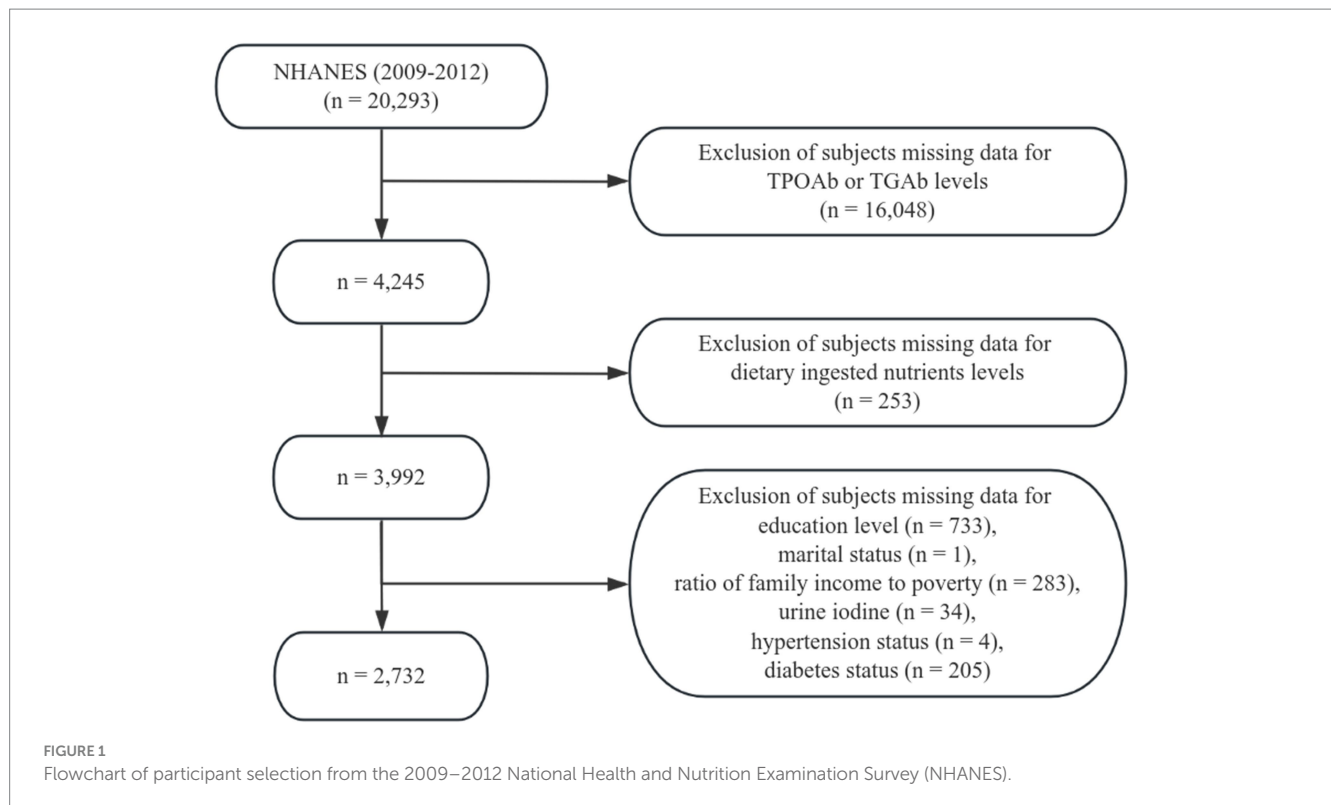 NHANES (2009-2012)
(n = 20,293)
Exclusion of subjects missing data for
TPOAb or TGAb levels
(n = 16,048)
n = 4,245
Exclusion of subjects missing data for
dietary ingested nutrients levels
(n = 253)
n = 3,992
Exclusion of subjects missing data for
education level (n = 733),
marital status (n = 1),
ratio of family income to poverty (n = 283),
urine iodine (n = 34),
hypertension status (n = 4),
diabetes status (n = 205)
n = 2,732
FIGURE 1
Flowchart of participant selection from the 2009–2012 National Health and Nutrition Examination Survey (NHANES).